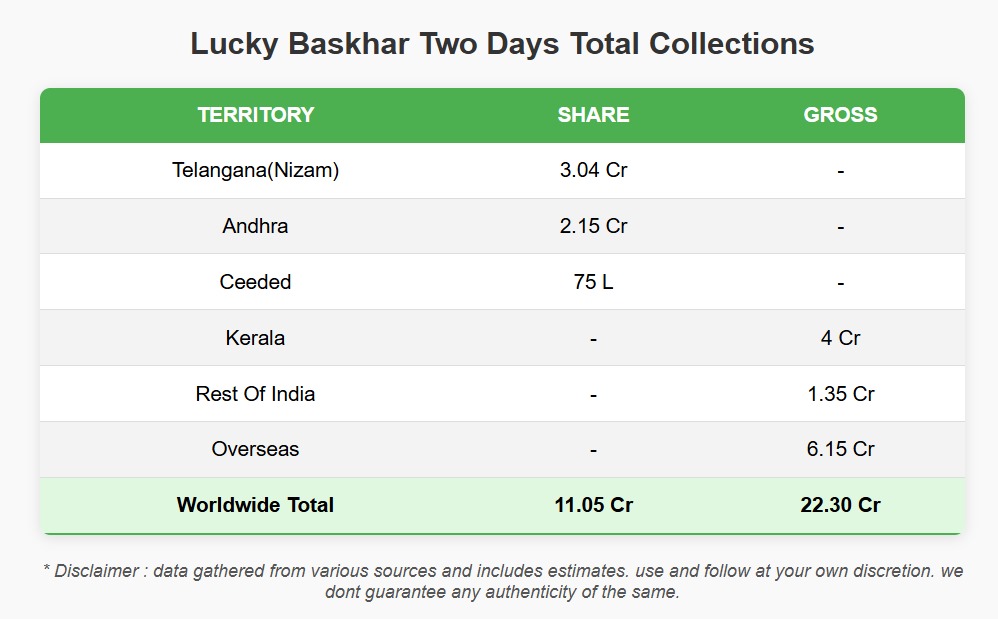 Lucky Baskhar Two Days Total Collections
TERRITORY SHARE GROSS
Telangana(Nizam) 3.04 Cr -
Andhra 2.15 Cr -
Ceeded 75 L -
Kerala - 4 Cr
Rest Of India - 1.35 Cr
Overseas - 6.15 Cr
Worldwide Total 11.05 Cr 22.30 Cr
* Disclaimer : data gathered from various sources and includes estimates. use and follow at your own discretion. we
dont guarantee any authenticity of the same.